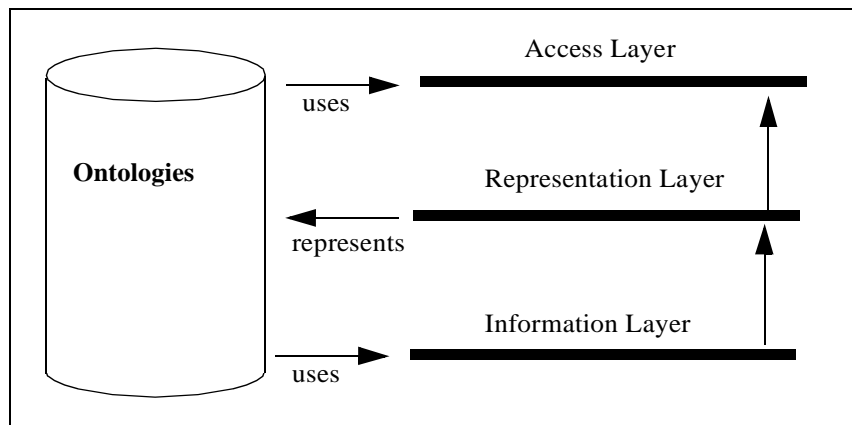 Access Layer
uses
Ontologies
Representation Layer
represents
Information Layer
uses